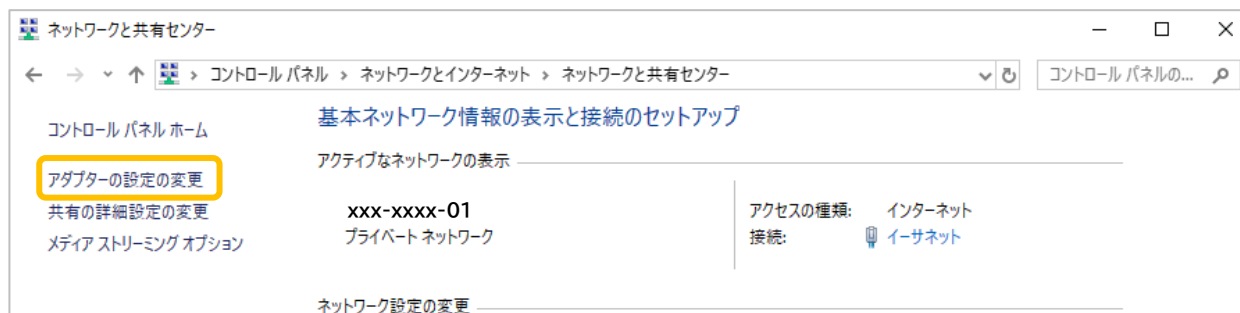 ネットワークと共有センター
コントロール パネル › ネットワークとインターネット › ネットワークと共有センター
コントロール パネルの...
コントロール パネル ホーム
アダプターの設定の変更
共有の詳細設定の変更
メディア ストリーミング オプション
基本ネットワーク情報の表示と接続のセットアップ
アクティブなネットワークの表示
xxx-xxxx-01
プライベート ネットワーク
アクセスの種類: インターネット
接続: イーサネット
ネットワーク設定の変更